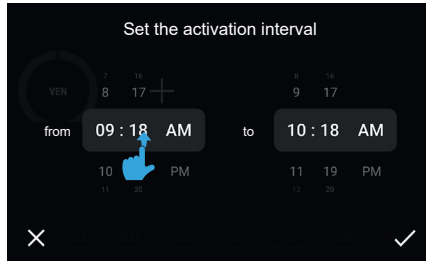 Set the activation interval
7 16 9 16
VEN 8 17 9 17
from 09 : 18 AM to 10 : 18 AM
10 PM 11 19 PM
11 20 12 20